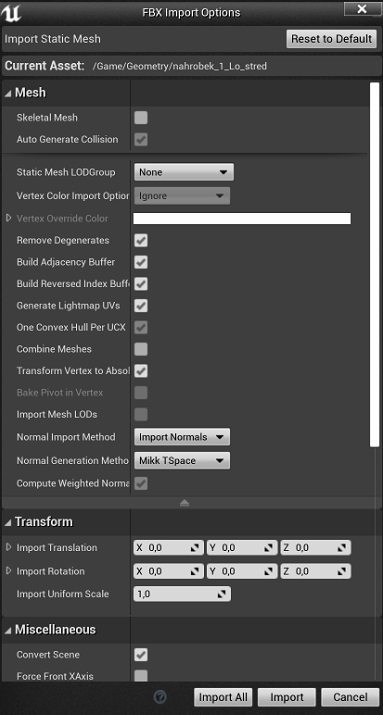 FBX Import Options
Import Static Mesh
Reset to Default
Current Asset: /Game/Geometry/nahrobek_1_Lo_stred
Mesh
Skeletal Mesh
Auto Generate Collision
Static Mesh LODGroup None
Vertex Color Import Option Ignore
Vertex Override Color
Remove Degenerates
Build Adjacency Buffer
Build Reversed Index Buff
Generate Lightmap UVs
One Convex Hull Per UCX
Combine Meshes
Transform Vertex to Absol
Bake Pivot in Vertex
Import Mesh LODs
Normal Import Method Import Normals
Normal Generation Metho Mikk TSpace
Compute Weighted Norma
Transform
Import Translation X 0,0 Y 0,0 Z 0,0
Import Rotation X 0,0 Y 0,0 Z 0,0
Import Uniform Scale 1,0
Miscellaneous
Convert Scene
Force Front XAxis
? Import All Import Cancel